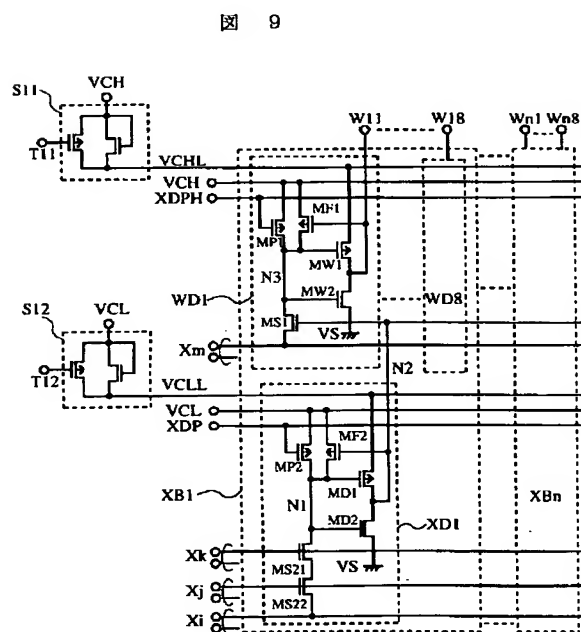 図 9
VCH
S11
T11
W11 W18 Wn1 Wn8
VCHL
VCH
XDPH
MF1
MP1
MW1
N3
MW2
WD1
WD8
MS1
VS
Xm
VCL
S12
T12
N2
VCLL
VCL
XDP
MF2
MP2
MD1
XB1
XBn
N1
MD2
XD1
VS
Xk
MS21
Xj
MS22
Xi